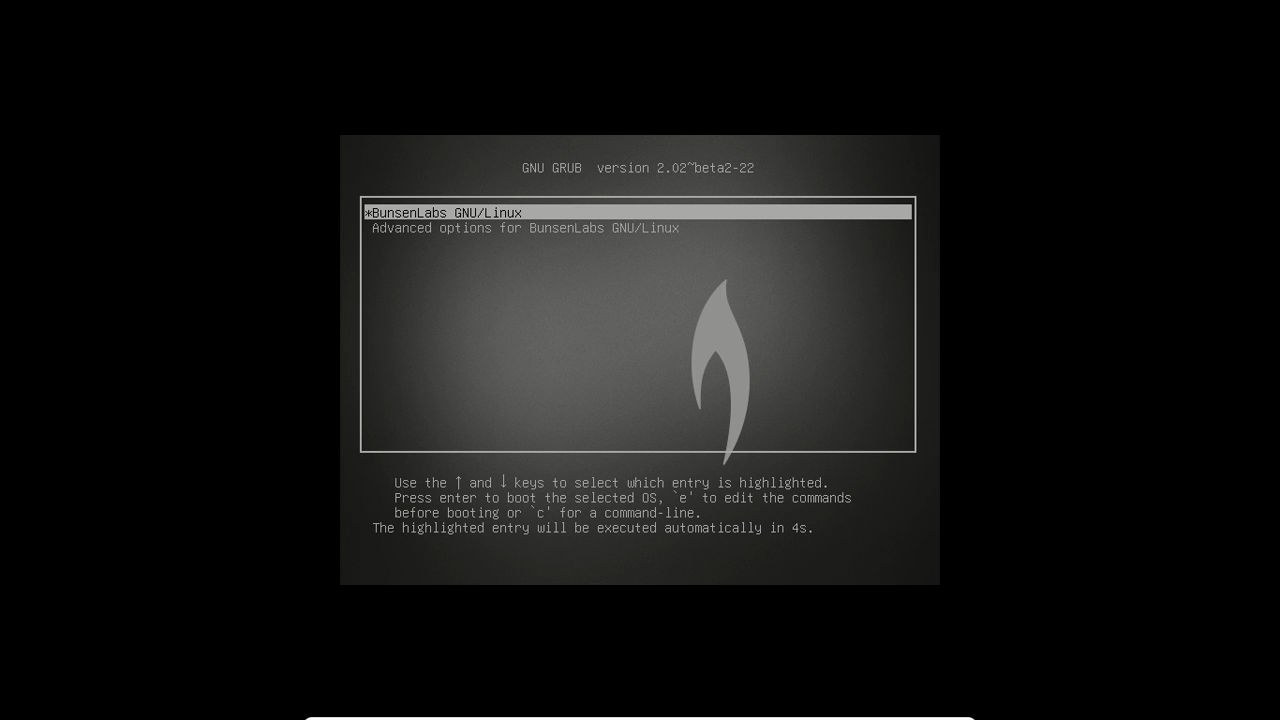 GNU GRUB  version 2.02~beta2-22
*BunsenLabs GNU/Linux
Advanced options for BunsenLabs GNU/Linux
Use the ↑ and ↓ keys to select which entry is highlighted.
Press enter to boot the selected OS, `e' to edit the commands
before booting or `c' for a command-line.
The highlighted entry will be executed automatically in 4s.